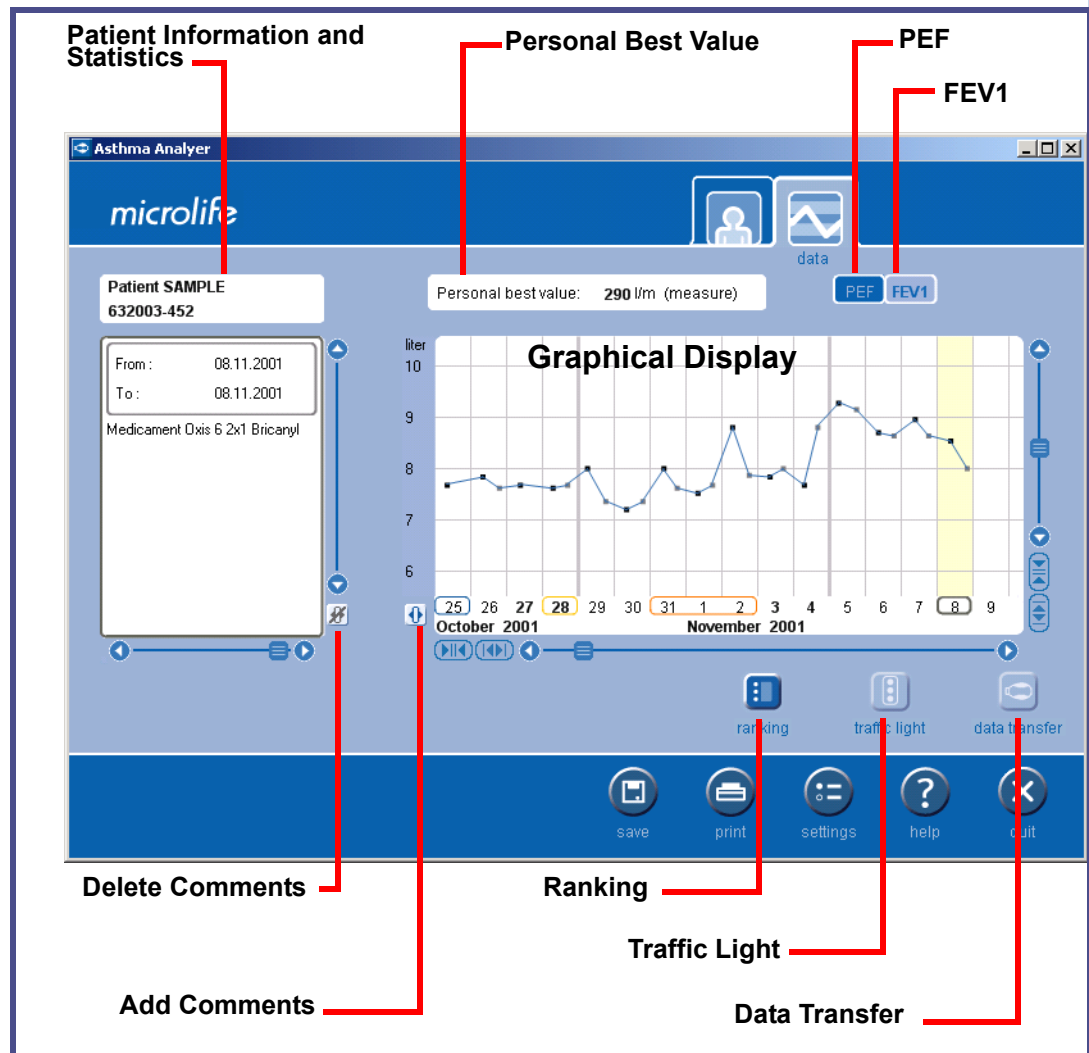 Patient Information and
Statistics
Personal Best Value
PEF
FEV1
Asthma Analyer
microlife
data
Patient SAMPLE
632003-452
Personal best value: 290 l/m (measure)
PEF FEV1
From : 08.11.2001
To : 08.11.2001
Medicament Oxis 6 2x1 Bricanyl
Graphical Display
liter
10
9
8
7
6
25 26 27 28 29 30 31 1 2 3 4 5 6 7 8 9
October 2001 November 2001
ranking traffic light data transfer
save print settings help quit
Delete Comments
Ranking
Traffic Light
Add Comments
Data Transfer